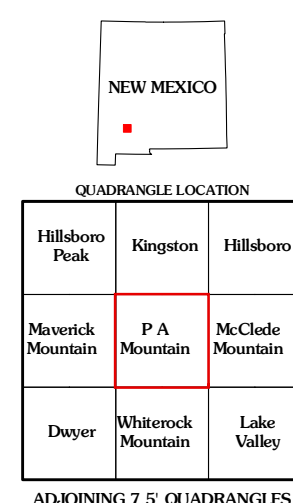 NEW MEXICO
QUADRANGLE LOCATION
Hillsboro Peak
Kingston
Hillsboro
Maverick Mountain
P A Mountain
McClede Mountain
Dwyer
Whiterock Mountain
Lake Valley
ADJOINING 7.5' QUADRANGLES